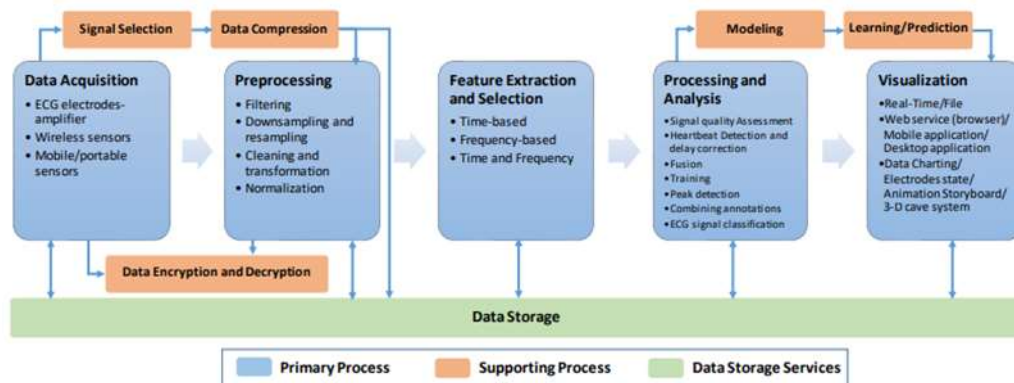 Signal Selection
Data Compression
Modeling
Learning/Prediction
Data Acquisition
• ECG electrodes-
amplifier
• Wireless sensors
• Mobile/portable
sensors
Preprocessing
• Filtering
• Downsampling and
resampling
• Cleaning and
transformation
• Normalization
Feature Extraction
and Selection
• Time-based
• Frequency-based
• Time and Frequency
Processing and
Analysis
•Signal quality Assessment
•Heartbeat Detection and
delay correction
•Fusion
•Training
•Peak detection
•Combining annotations
•ECG signal classification
Visualization
•Real-Time/File
•Web service (browser)/
Mobile application/
Desktop application
•Data Charting/
Electrodes state/
Animation Storyboard/
3-D cave system
Data Encryption and Decryption
Data Storage
Primary Process
Supporting Process
Data Storage Services